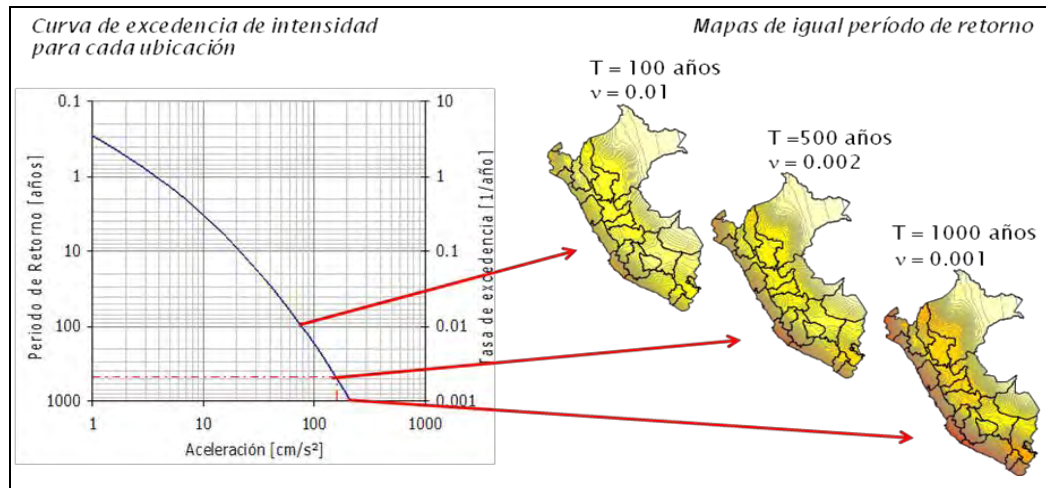 Curva de excedencia de intensidad
para cada ubicación
Mapas de igual período de retorno
T = 100 años
ν = 0.01
T =500 años
ν = 0.002
T = 1000 años
ν = 0.001
Período de Retorno [años]
0.1
1
10
100
1000
10
1
0.1
0.01
0.001
Tasa de excedencia [1/año]
1
10
100
1000
Aceleración [cm/s²]